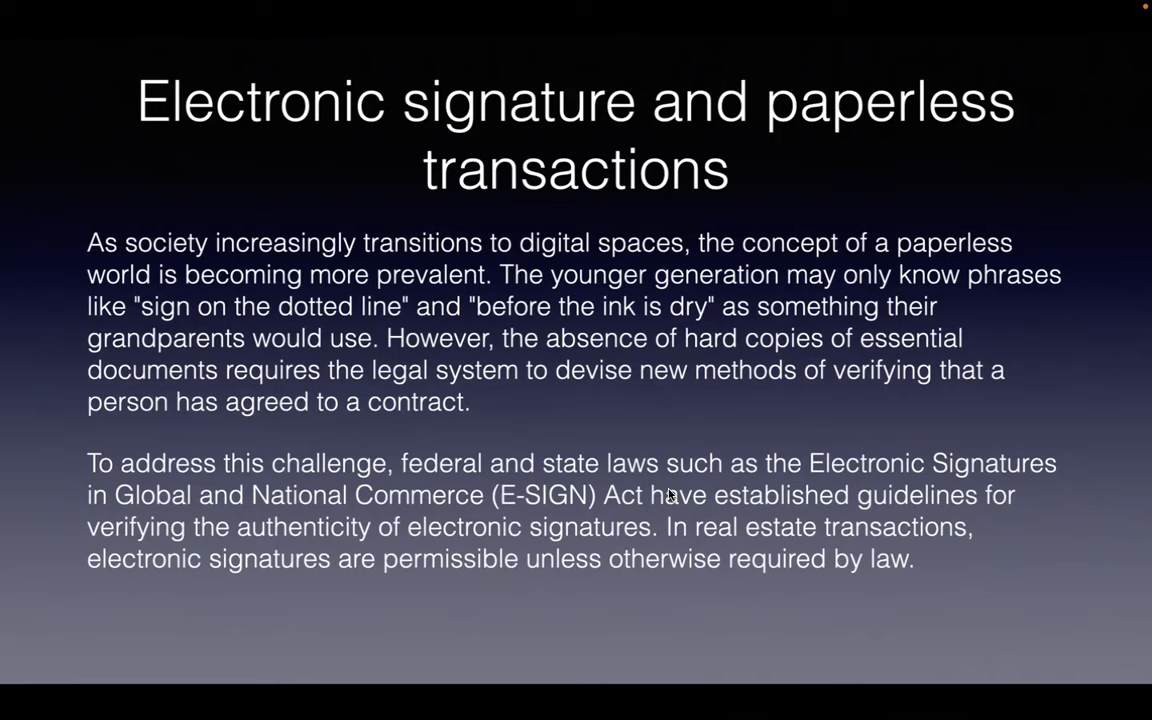 Electronic signature and paperless
transactions
As society increasingly transitions to digital spaces, the concept of a paperless
world is becoming more prevalent. The younger generation may only know phrases
like "sign on the dotted line" and "before the ink is dry" as something their
grandparents would use. However, the absence of hard copies of essential
documents requires the legal system to devise new methods of verifying that a
person has agreed to a contract.
To address this challenge, federal and state laws such as the Electronic Signatures
in Global and National Commerce (E-SIGN) Act have established guidelines for
verifying the authenticity of electronic signatures. In real estate transactions,
electronic signatures are permissible unless otherwise required by law.